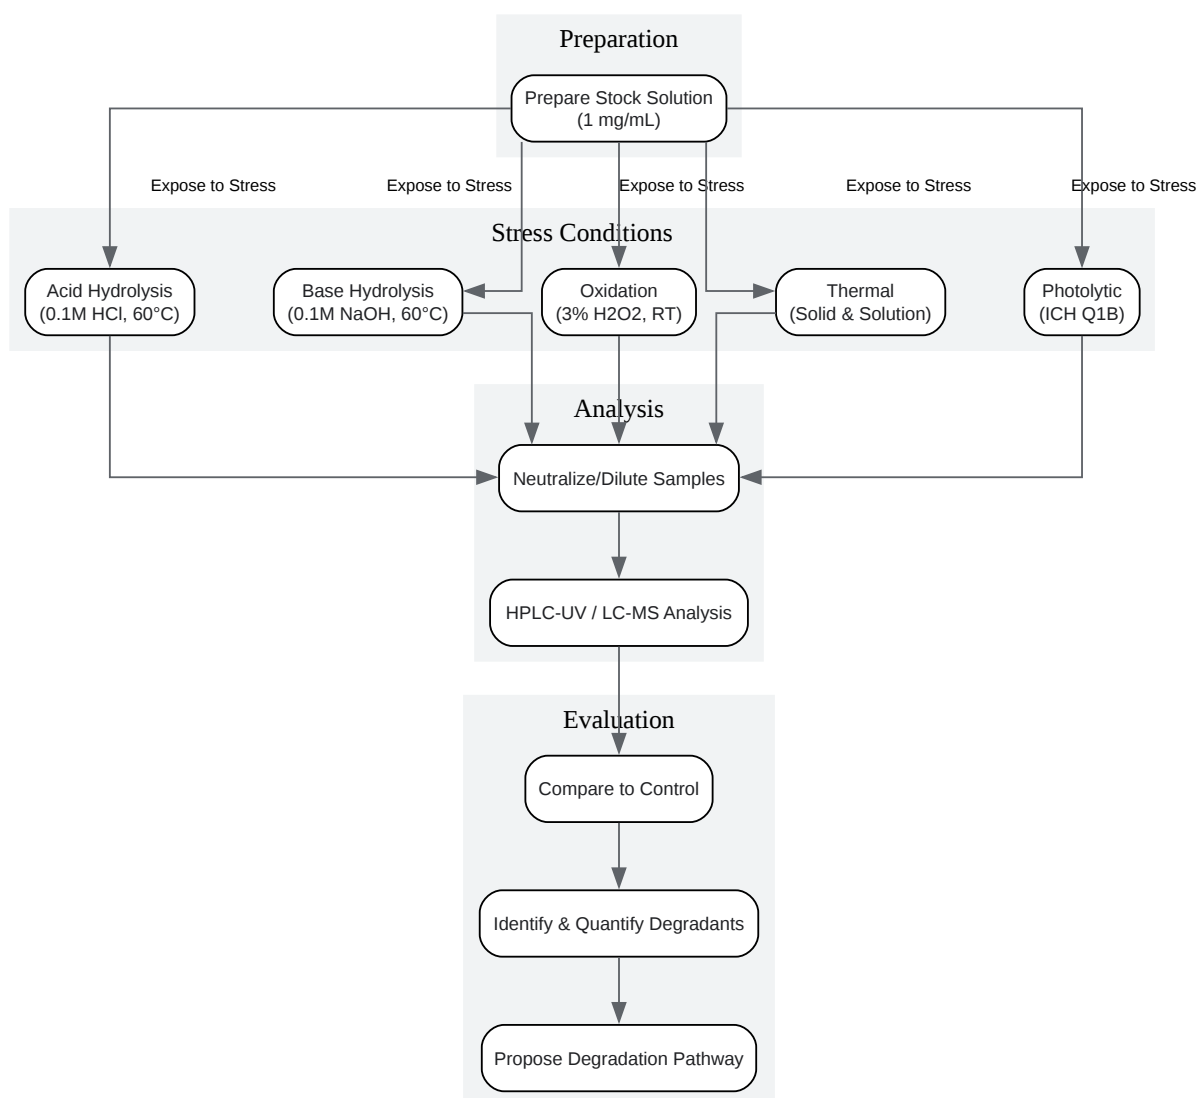 Preparation
Prepare Stock Solution
(1 mg/mL)
Expose to Stress
Expose to Stress
Expose to Stress
Expose to Stress
Expose to Stress
Stress Conditions
Acid Hydrolysis
(0.1M HCl, 60°C)
Base Hydrolysis
(0.1M NaOH, 60°C)
Oxidation
(3% H2O2, RT)
Thermal
(Solid & Solution)
Photolytic
(ICH Q1B)
Analysis
Neutralize/Dilute Samples
HPLC-UV / LC-MS Analysis
Evaluation
Compare to Control
Identify & Quantify Degradants
Propose Degradation Pathway